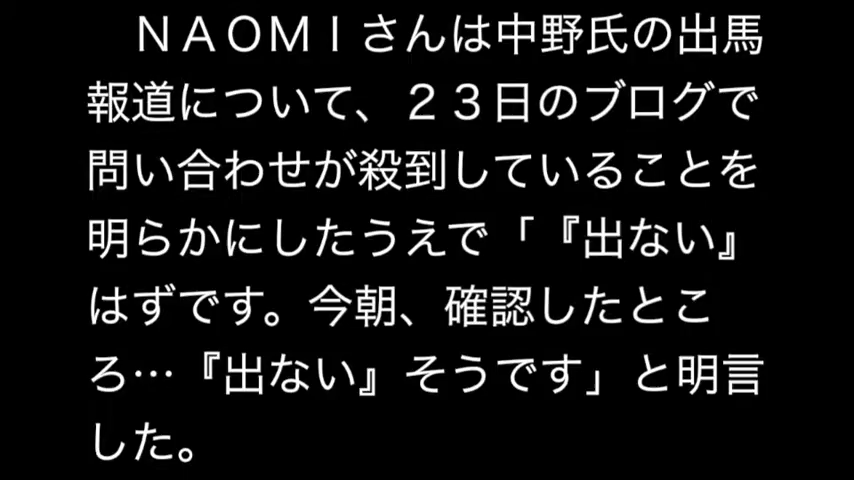 ＮＡＯＭＩさんは中野氏の出馬
報道について、２３日のブログで
問い合わせが殺到していることを
明らかにしたうえで「『出ない』
はずです。今朝、確認したとこ
ろ…『出ない』そうです」と明言
した。